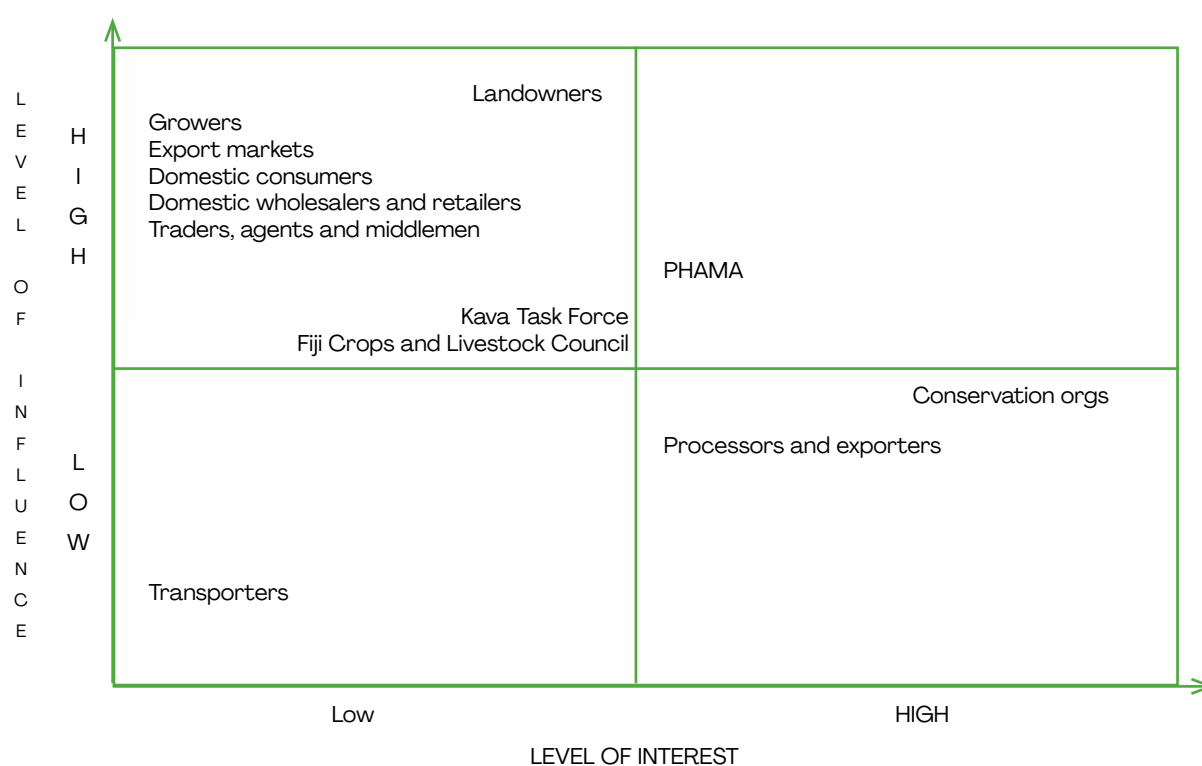 LEVEL OF INFLUENCE
HIGH
Landowners
Growers
Export markets
Domestic consumers
Domestic wholesalers and retailers
Traders, agents and middlemen
PHAMA
Kava Task Force
Fiji Crops and Livestock Council
LOW
Conservation orgs
Processors and exporters
Transporters
Low
HIGH
LEVEL OF INTEREST